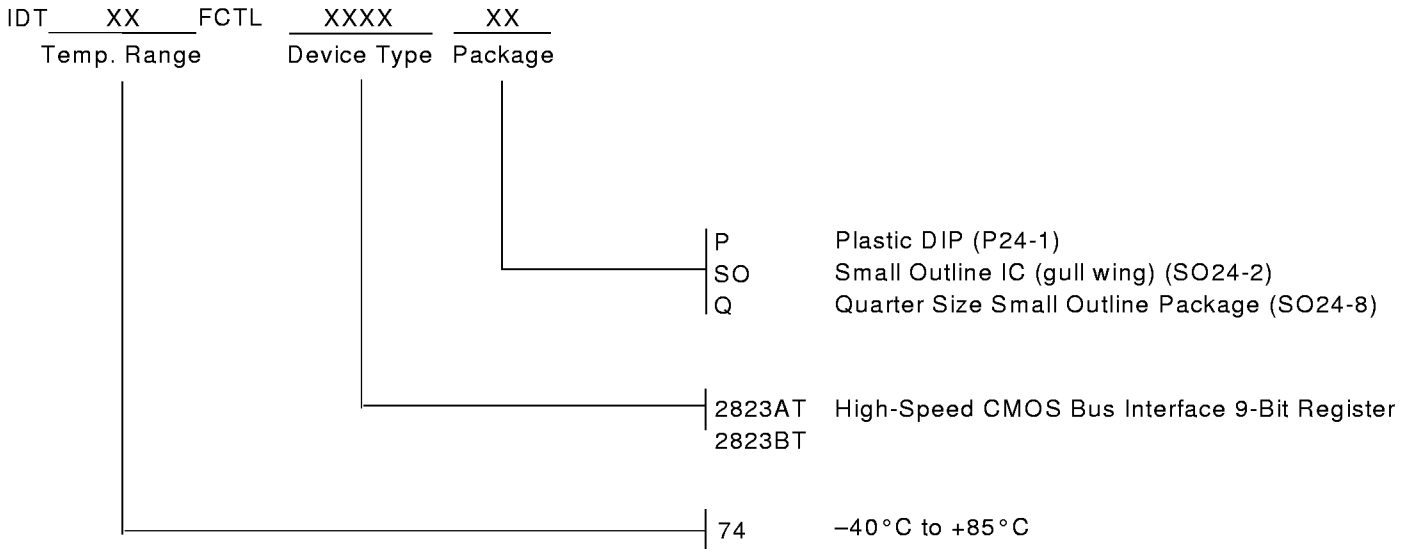 IDT XX FCTL XXXX XX
Temp. Range Device Type Package
P Plastic DIP (P24-1)
SO Small Outline IC (gull wing) (SO24-2)
Q Quarter Size Small Outline Package (SO24-8)
2823AT High-Speed CMOS Bus Interface 9-Bit Register
2823BT
74 –40°C to +85°C